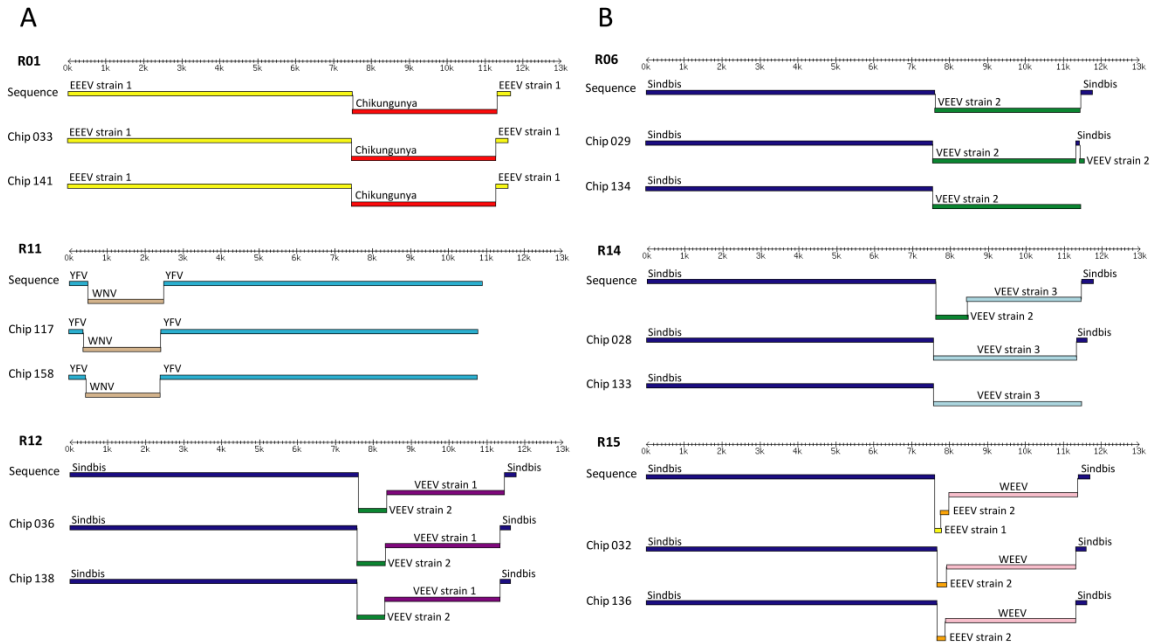 A
R01
0k 1k 2k 3k 4k 5k 6k 7k 8k 9k 10k 11k 12k 13k
Sequence EEEV strain 1 Chikungunya EEEV strain 1
Chip 033 EEEV strain 1 Chikungunya EEEV strain 1
Chip 141 EEEV strain 1 Chikungunya EEEV strain 1
R11
0k 1k 2k 3k 4k 5k 6k 7k 8k 9k 10k 11k 12k 13k
Sequence YFV WNV YFV
Chip 117 YFV WNV YFV
Chip 158 YFV WNV YFV
R12
0k 1k 2k 3k 4k 5k 6k 7k 8k 9k 10k 11k 12k 13k
Sequence Sindbis VEEV strain 2 VEEV strain 1 Sindbis
Chip 036 Sindbis VEEV strain 2 VEEV strain 1 Sindbis
Chip 138 Sindbis VEEV strain 2 VEEV strain 1 Sindbis
B
R06
0k 1k 2k 3k 4k 5k 6k 7k 8k 9k 10k 11k 12k 13k
Sequence Sindbis VEEV strain 2 Sindbis
Chip 029 Sindbis VEEV strain 2 Sindbis VEEV strain 2
Chip 134 Sindbis VEEV strain 2
R14
0k 1k 2k 3k 4k 5k 6k 7k 8k 9k 10k 11k 12k 13k
Sequence Sindbis VEEV strain 2 VEEV strain 3 Sindbis
Chip 028 Sindbis VEEV strain 3 Sindbis
Chip 133 Sindbis VEEV strain 3
R15
0k 1k 2k 3k 4k 5k 6k 7k 8k 9k 10k 11k 12k 13k
Sequence Sindbis EEEV strain 1 EEEV strain 2 WEEV Sindbis
Chip 032 Sindbis EEEV strain 2 WEEV Sindbis
Chip 136 Sindbis EEEV strain 2 WEEV Sindbis